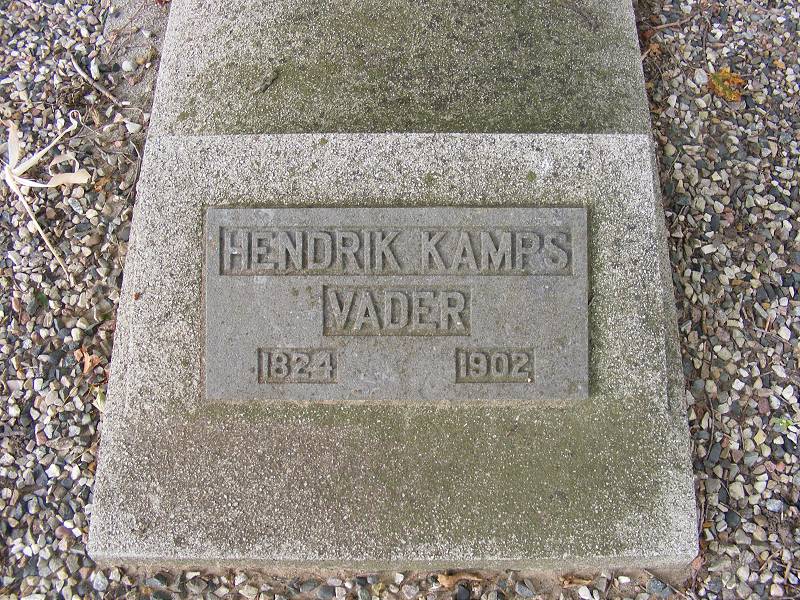 HENDRIK KAMPS
VADER
1824 1902